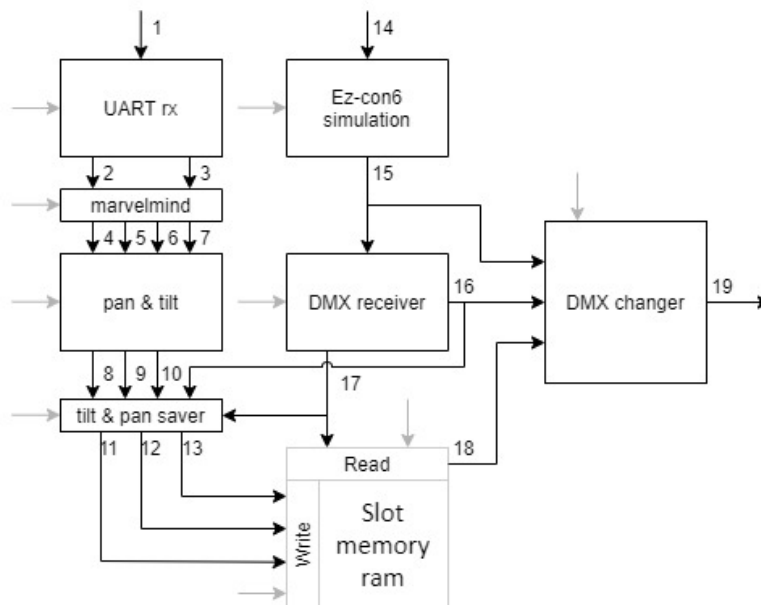 1
14
UART rx
Ez-con6
simulation
2
3
15
marvelmind
4
5
6
7
pan & tilt
DMX receiver
16
DMX changer
19
8
9
10
17
tilt & pan saver
11
12
13
Read
18
Write
Slot
memory
ram